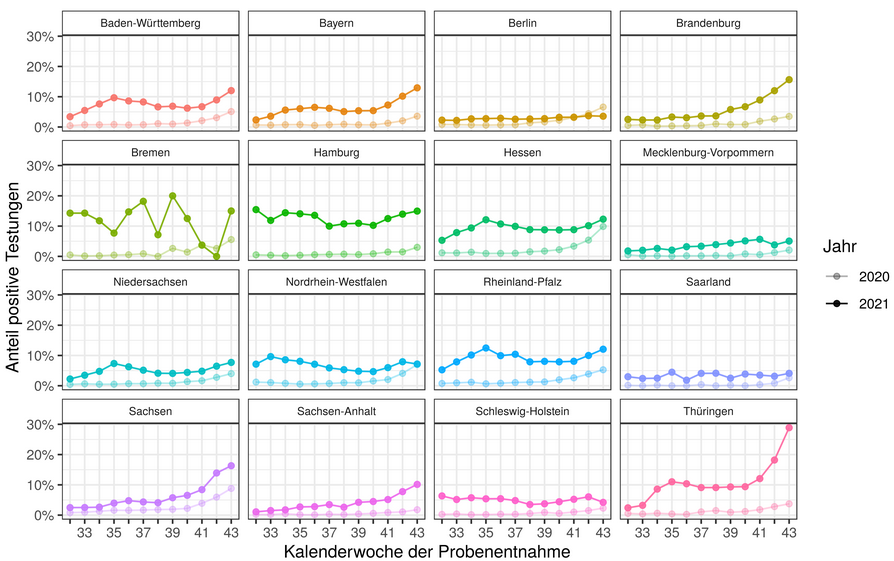 Baden-Württemberg Bayern Berlin Brandenburg
30%
20%
10%
0%
Bremen Hamburg Hessen Mecklenburg-Vorpommern
30%
20%
10%
0%
Niedersachsen Nordrhein-Westfalen Rheinland-Pfalz Saarland
30%
20%
10%
0%
Sachsen Sachsen-Anhalt Schleswig-Holstein Thüringen
30%
20%
10%
0%
33 35 37 39 41 43 33 35 37 39 41 43 33 35 37 39 41 43 33 35 37 39 41 43
Kalenderwoche der Probenentnahme
Anteil positive Testungen
Jahr
2020
2021